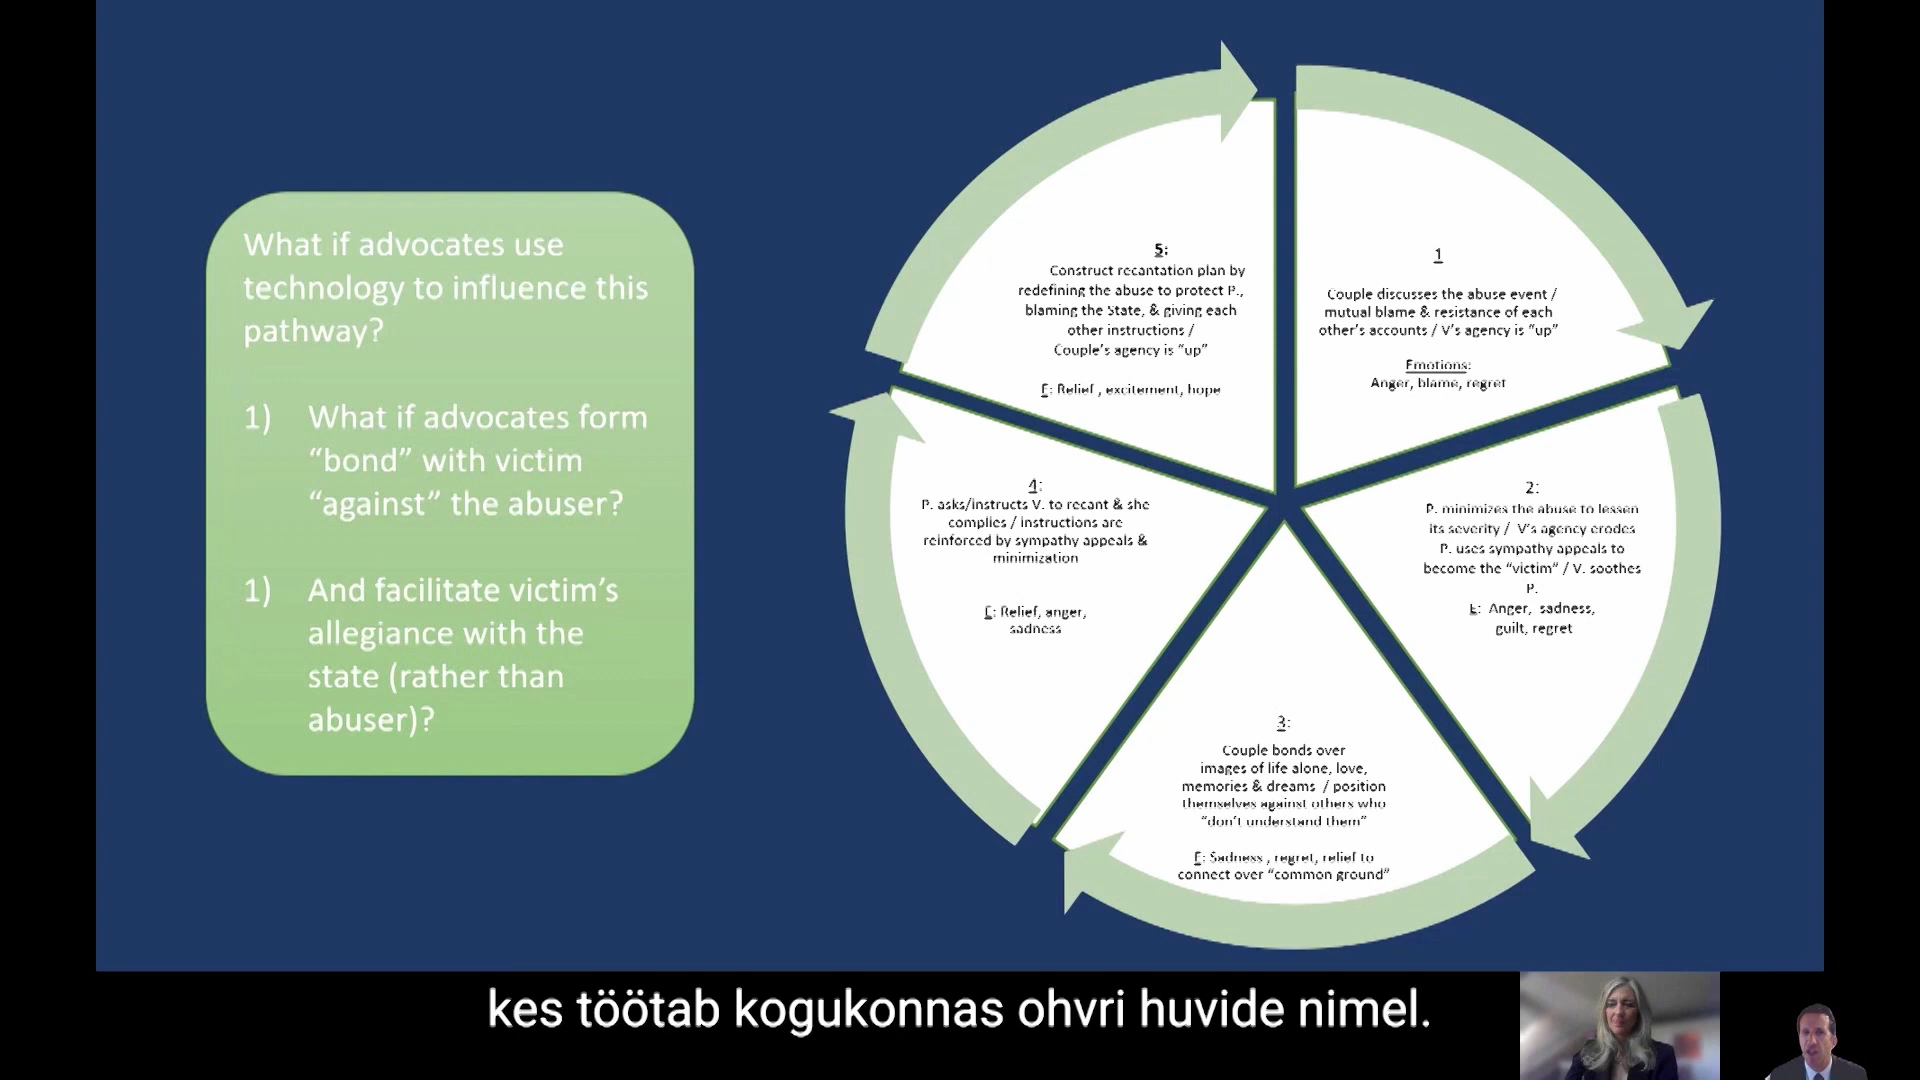 What if advocates use
technology to influence this
pathway?
1) What if advocates form
“bond” with victim
“against” the abuser?
1) And facilitate victim’s
allegiance with the
state (rather than
abuser)?
1
Couple discusses the abuse event /
mutual blame & resistance of each
other’s accounts / V’s agency is “up”
Emotions:
Anger, blame, regret
2:
P. minimizes the abuse to lessen
its severity / V’s agency erodes
P. uses sympathy appeals to
become the “victim” / V. soothes
P.
E: Anger, sadness,
guilt, regret
3:
Couple bonds over
images of life alone, love,
memories & dreams / position
themselves against others who
“don’t understand them”
E: Sadness , regret, relief to
connect over “common ground”
4:
P. asks/instructs V. to recant & she
complies / instructions are
reinforced by sympathy appeals &
minimization
E: Relief, anger,
sadness
5:
Construct recantation plan by
redefining the abuse to protect P.,
blaming the State, & giving each
other instructions /
Couple’s agency is “up”
E: Relief , excitement, hope
kes töötab kogukonnas ohvri huvide nimel.